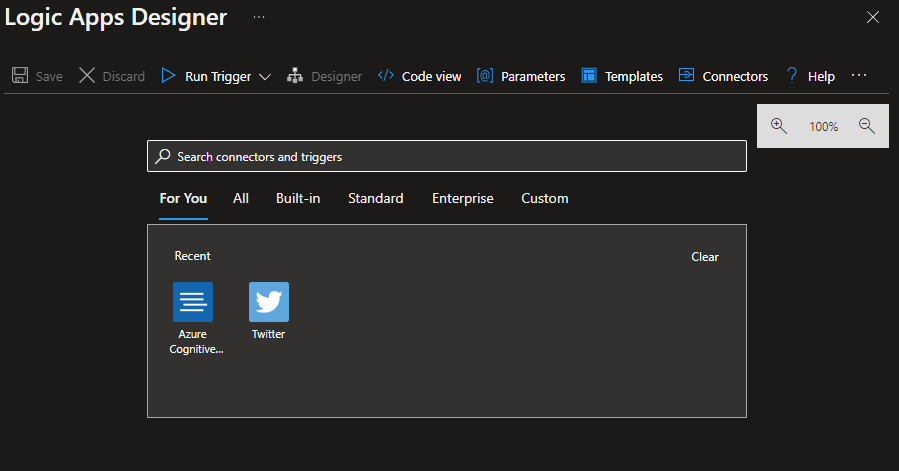 Logic Apps Designer ...
Save Discard Run Trigger Designer </> Code view [@] Parameters Templates Connectors ? Help ...
100%
Search connectors and triggers
For You All Built-in Standard Enterprise Custom
Recent Clear
Azure Twitter
Cognitive...